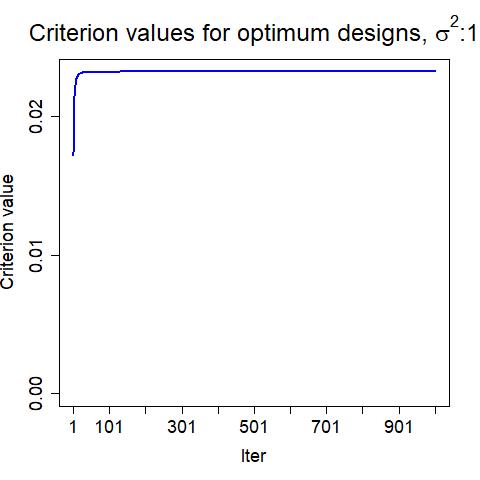 Criterion values for optimum designs, σ²:1
Criterion value
0.02
0.01
0.00
1 101 301 501 701 901
Iter